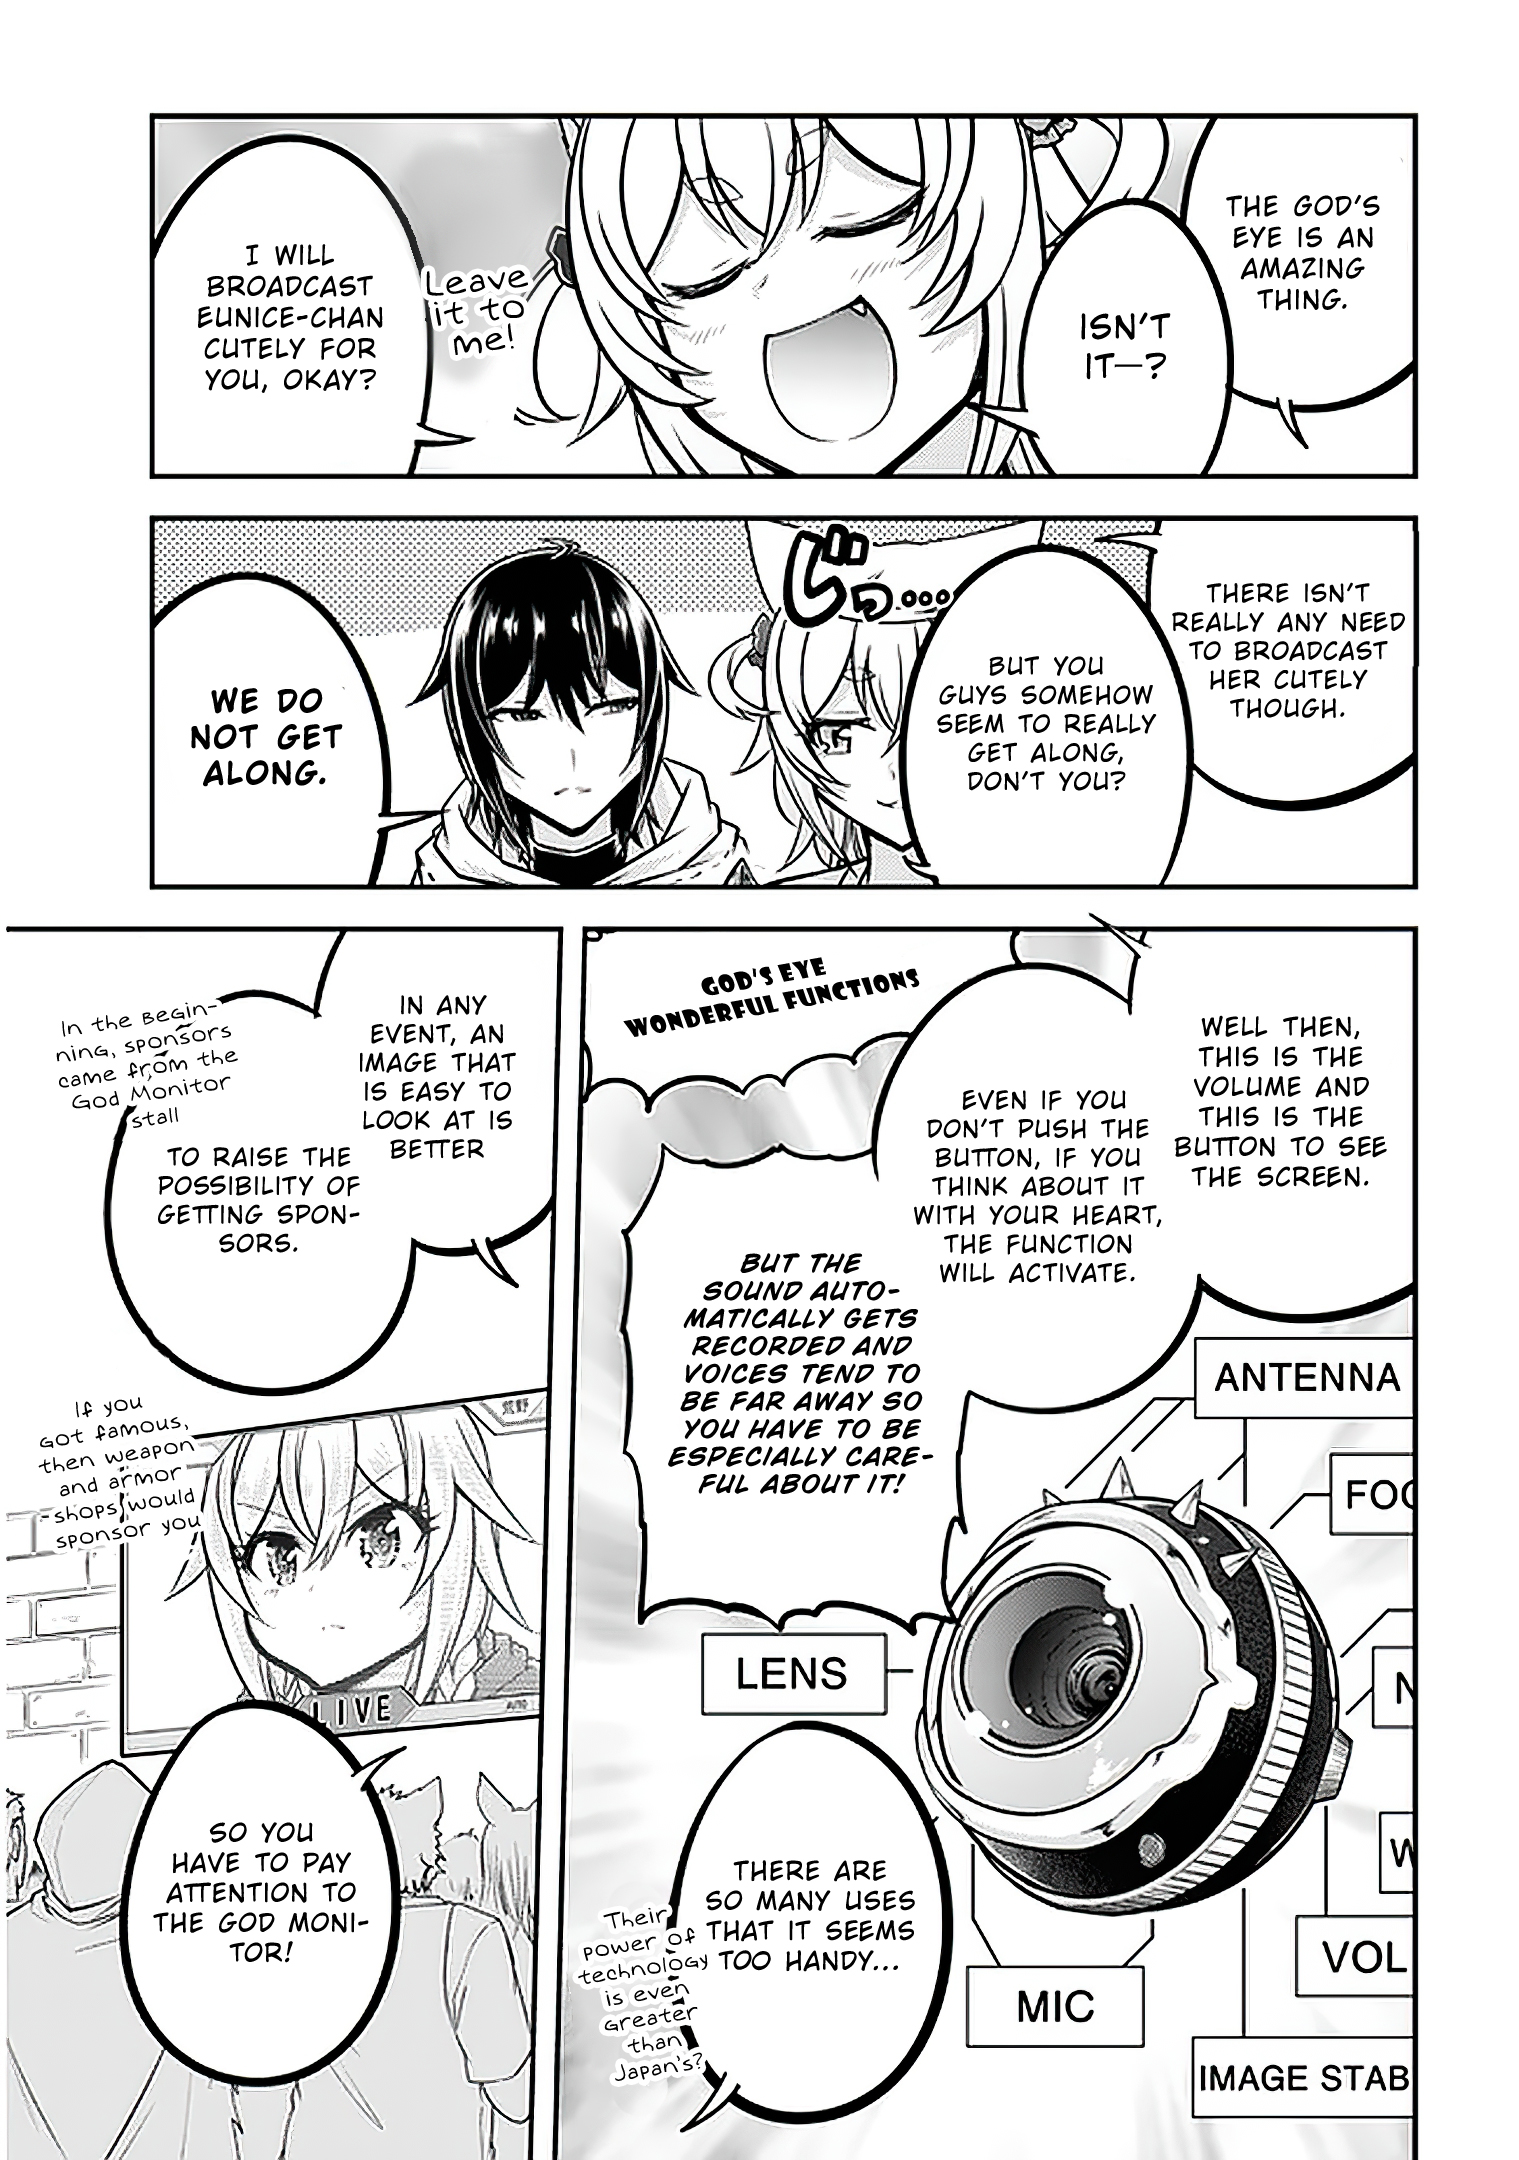 THE GOD'S
EYE IS AN
AMAZING
THING.
ISN'T
IT—?
I WILL
BROADCAST
EUNICE-CHAN
CUTELY FOR
YOU, OKAY?
Leave
it to
me!
THERE ISN'T
REALLY ANY NEED
TO BROADCAST
HER CUTELY
THOUGH.
BUT YOU
GUYS SOMEHOW
SEEM TO REALLY
GET ALONG,
DON'T YOU?
じっ...
WE DO
NOT GET
ALONG.
WELL THEN,
THIS IS THE
VOLUME AND
THIS IS THE
BUTTON TO SEE
THE SCREEN.
EVEN IF YOU
DON'T PUSH THE
BUTTON, IF YOU
THINK ABOUT IT
WITH YOUR HEART,
THE FUNCTION
WILL ACTIVATE.
GOD'S EYE
WONDERFUL FUNCTIONS
BUT THE
SOUND AUTO-
MATICALLY GETS
RECORDED AND
VOICES TEND TO
BE FAR AWAY SO
YOU HAVE TO BE
ESPECIALLY CARE-
FUL ABOUT IT!
ANTENNA
FOC
LENS
N
W
VOL
MIC
IMAGE STAB
THERE ARE
SO MANY USES
THAT IT SEEMS
TOO HANDY...
Their
power of
technology
is even
greater
than
Japan's?
IN ANY
EVENT, AN
IMAGE THAT
IS EASY TO
LOOK AT IS
BETTER
TO RAISE THE
POSSIBILITY OF
GETTING SPON-
SORS.
In the Begin-
ning, sponsors
came from the
God Monitor
stall
If you
got famous,
then weapon
and armor
shops would
sponsor you
LIVE
SO YOU
HAVE TO PAY
ATTENTION TO
THE GOD MONI-
TOR!